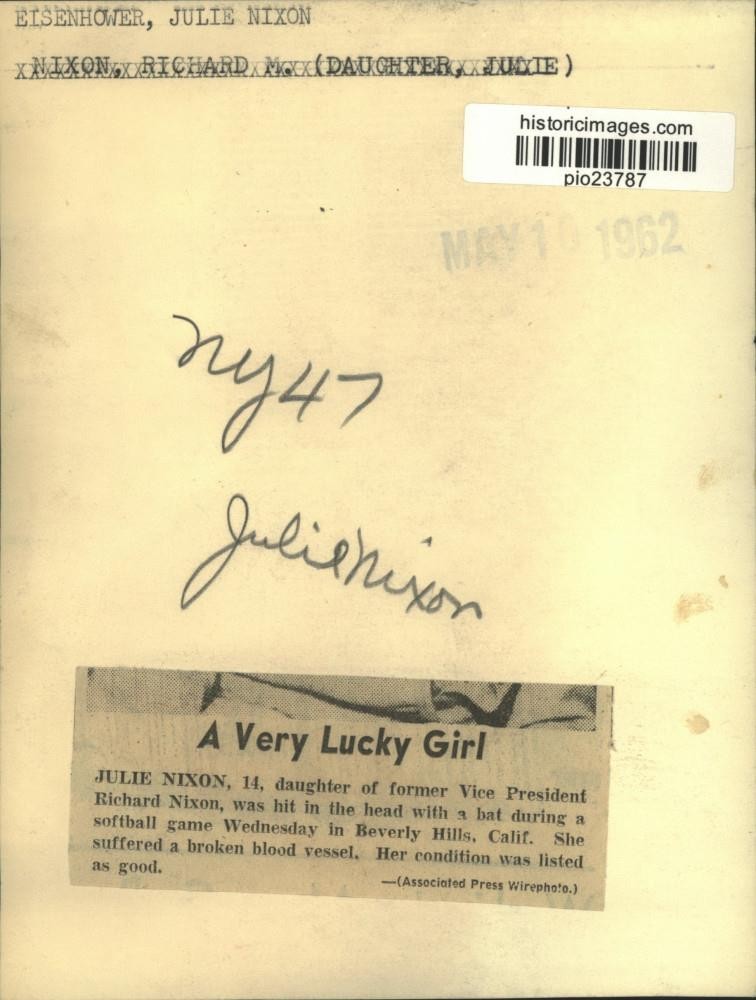 EISENHOWER, JULIE NIXON
NIXON, RICHARD M. (DAUGHTER, JULIE)
historicimages.com
pio23787
MAY 10 1962
ny47
Julie Nixon
A Very Lucky Girl
JULIE NIXON, 14, daughter of former Vice President
Richard Nixon, was hit in the head with a bat during a
softball game Wednesday in Beverly Hills, Calif. She
suffered a broken blood vessel. Her condition was listed
as good.
—(Associated Press Wirephoto.)